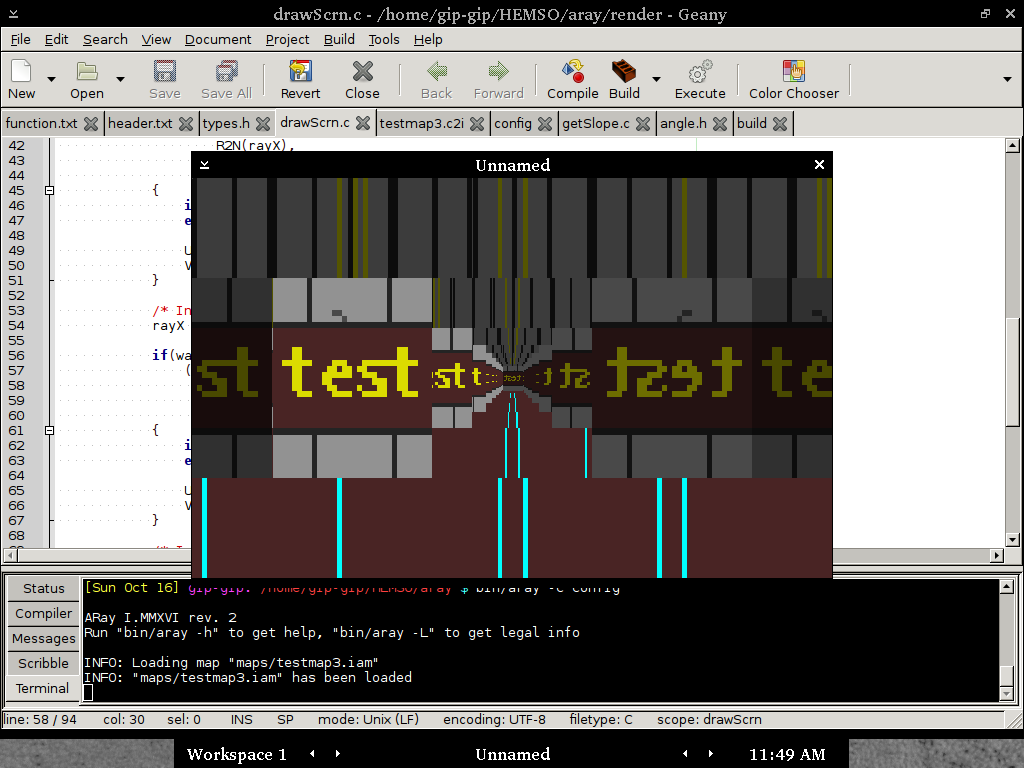 drawScrn.c - /home/gip-gip/HEMSO/aray/render - Geany
File Edit Search View Document Project Build Tools Help
New Open Save Save All Revert Close Back Forward Compile Build Execute Color Chooser
function.txt header.txt types.h drawScrn.c testmap3.c2i config getSlope.c angle.h build
42 R2N(rayX),
43
44
45 {
46 i
47 e
48
49 U
50 V
51 }
52
53 /* In
54 rayX
55
56 if(wa
57 (
58
59
60
61 {
62 i
63 e
64
65 U
66 V
67 }
68
Unnamed
st test est t test
Status
Compiler
Messages
Scribble
Terminal
[Sun Oct 16] gip-gip: /home/gip-gip/HEMSO/aray $ bin/aray -c config
ARay I.MMXVI rev. 2
Run "bin/aray -h" to get help, "bin/aray -L" to get legal info
INFO: Loading map "maps/testmap3.iam"
INFO: "maps/testmap3.iam" has been loaded
line: 58 / 94 col: 30 sel: 0 INS SP mode: Unix (LF) encoding: UTF-8 filetype: C scope: drawScrn
Workspace 1 Unnamed 11:49 AM